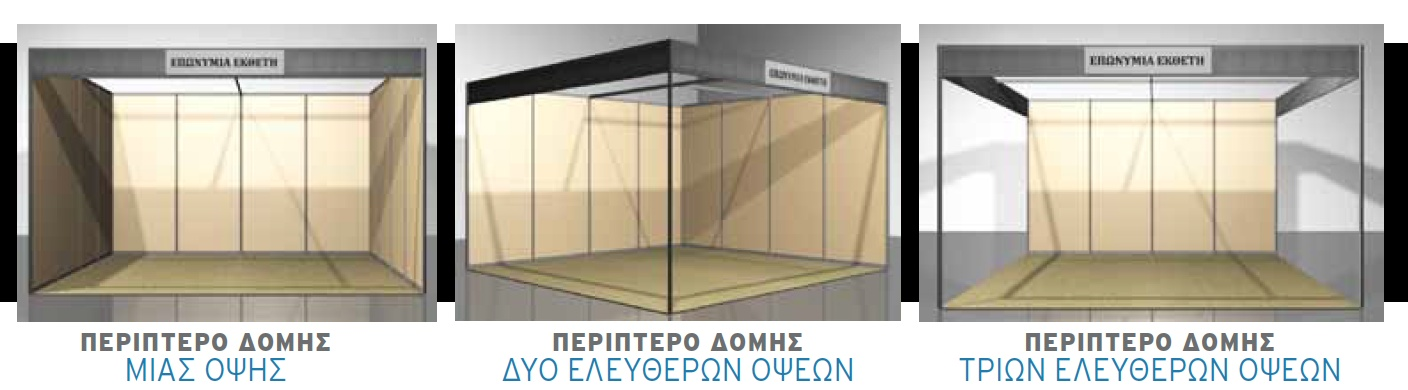 ΕΠΩΝΥΜΙΑ ΕΚΘΕΤΗ
ΠΕΡΙΠΤΕΡΟ ΔΟΜΗΣ
ΜΙΑΣ ΟΨΗΣ
ΕΠΩΝΥΜΙΑ ΕΚΘΕΤΗ
ΠΕΡΙΠΤΕΡΟ ΔΟΜΗΣ
ΔΥΟ ΕΛΕΥΘΕΡΩΝ ΟΨΕΩΝ
ΕΠΩΝΥΜΙΑ ΕΚΘΕΤΗ
ΠΕΡΙΠΤΕΡΟ ΔΟΜΗΣ
ΤΡΙΩΝ ΕΛΕΥΘΕΡΩΝ ΟΨΕΩΝ